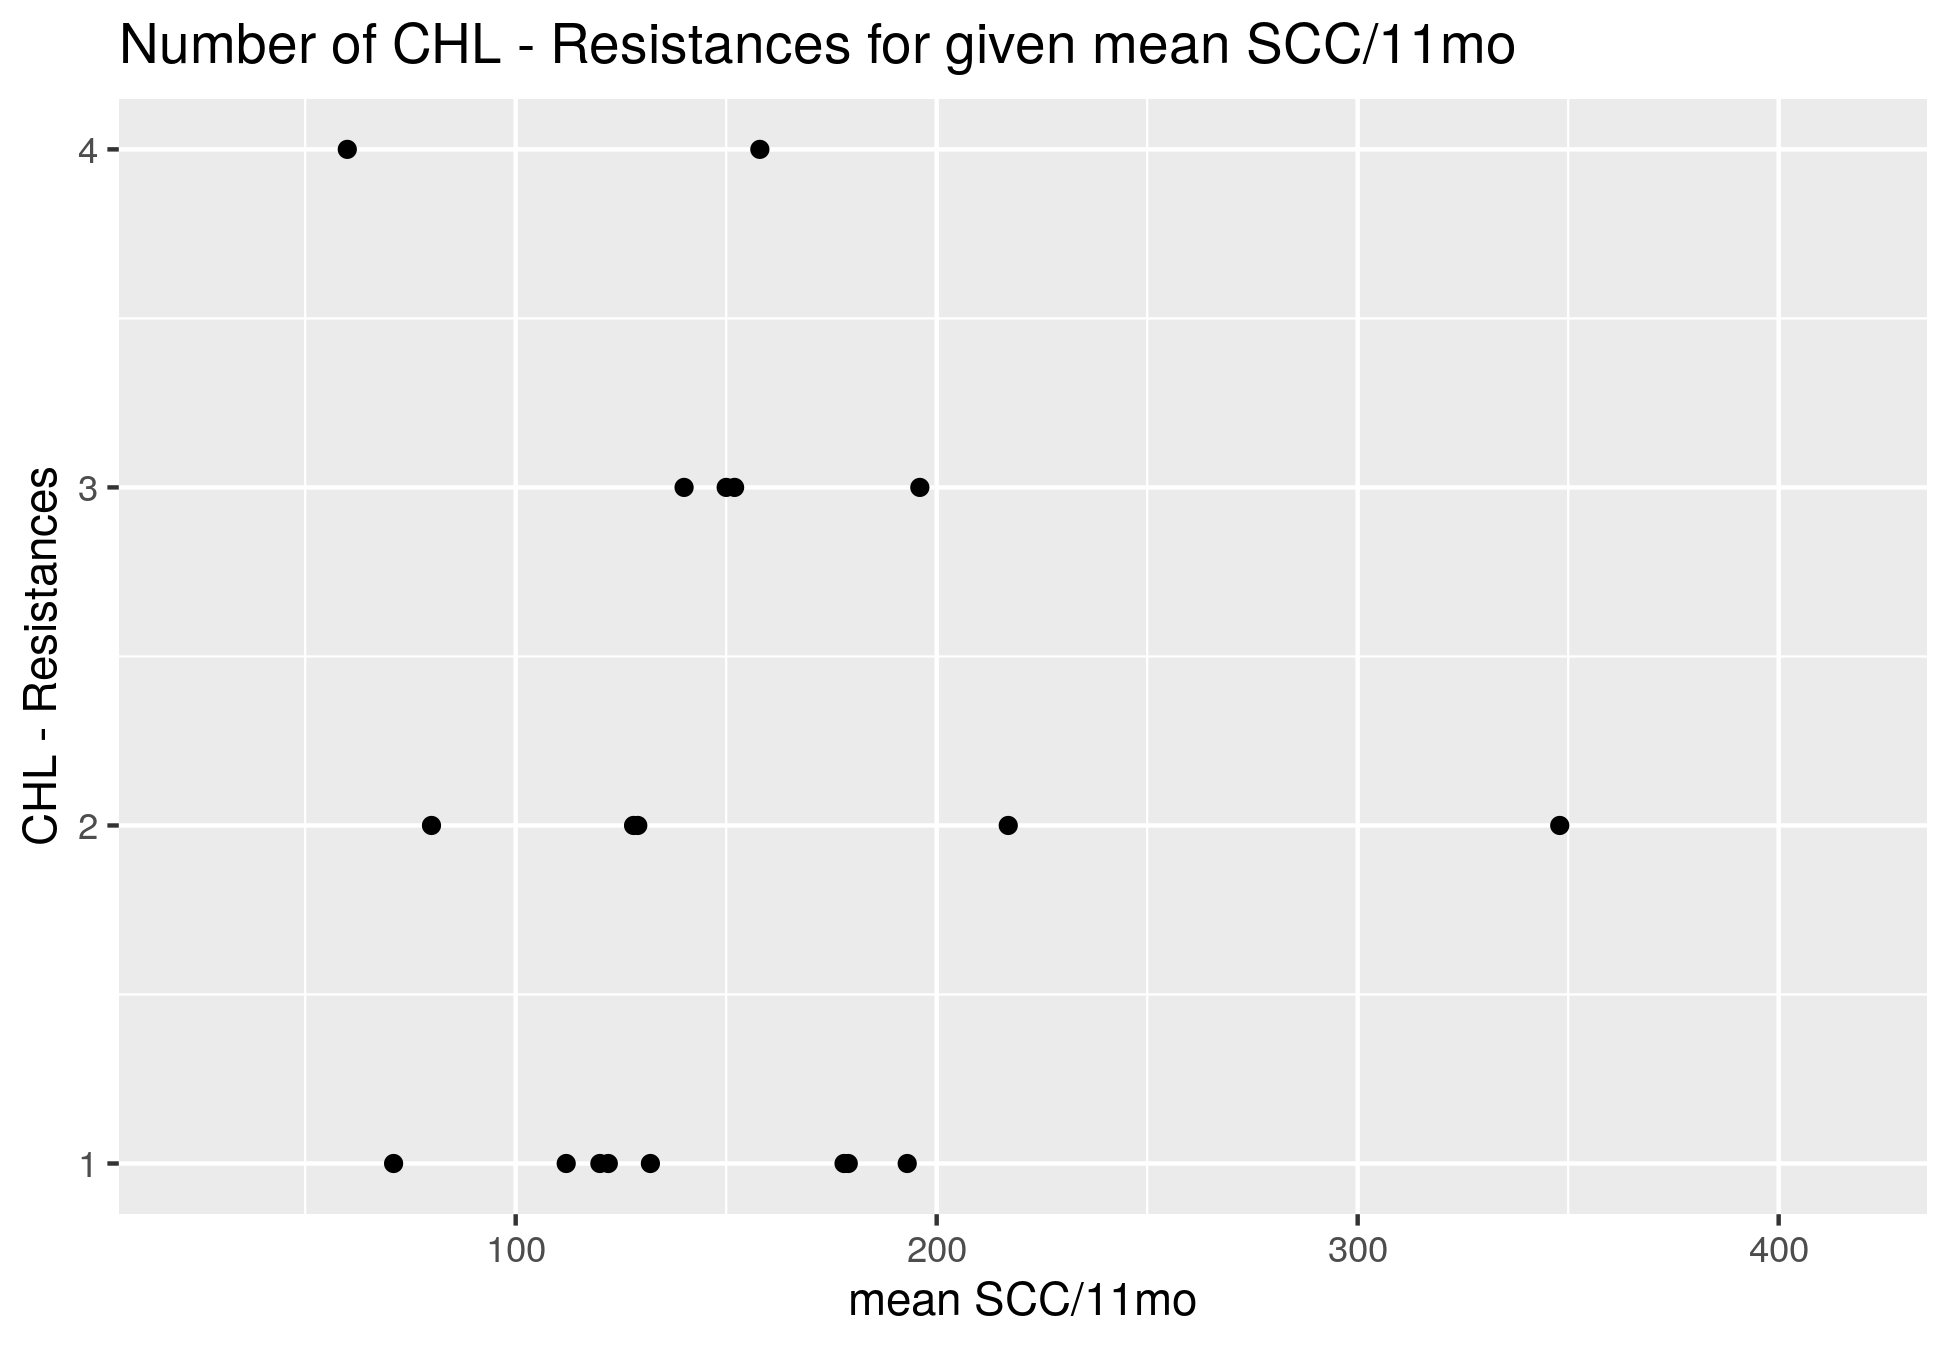 Number of CHL - Resistances for given mean SCC/11mo
CHL - Resistances
4
3
2
1
100 200 300 400
mean SCC/11mo